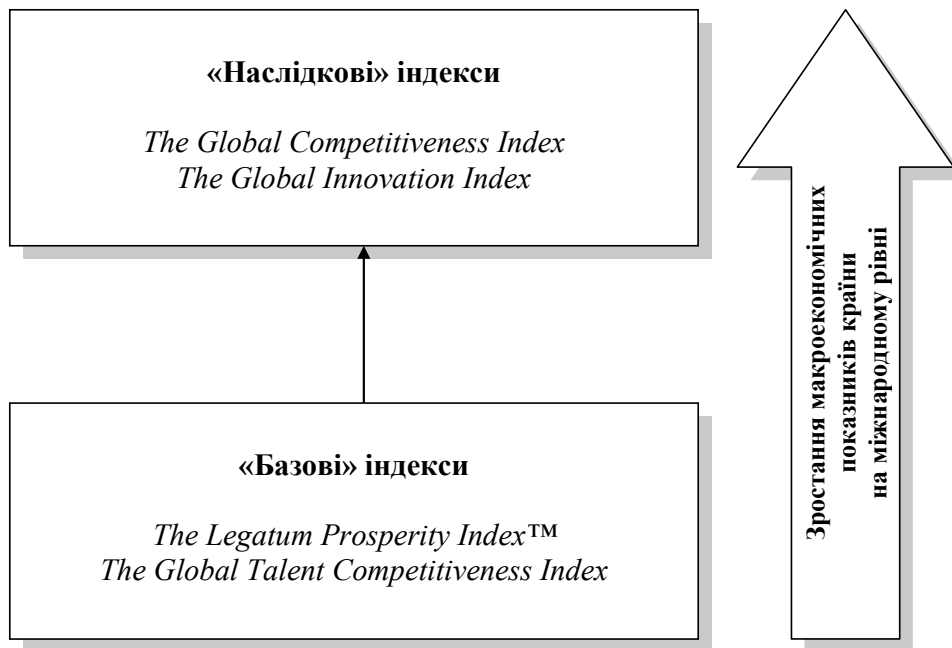 «Наслідкові» індекси
The Global Competitiveness Index
The Global Innovation Index
«Базові» індекси
The Legatum Prosperity Index™
The Global Talent Competitiveness Index
Зростання макроекономічних
показників країни
на міжнародному рівні